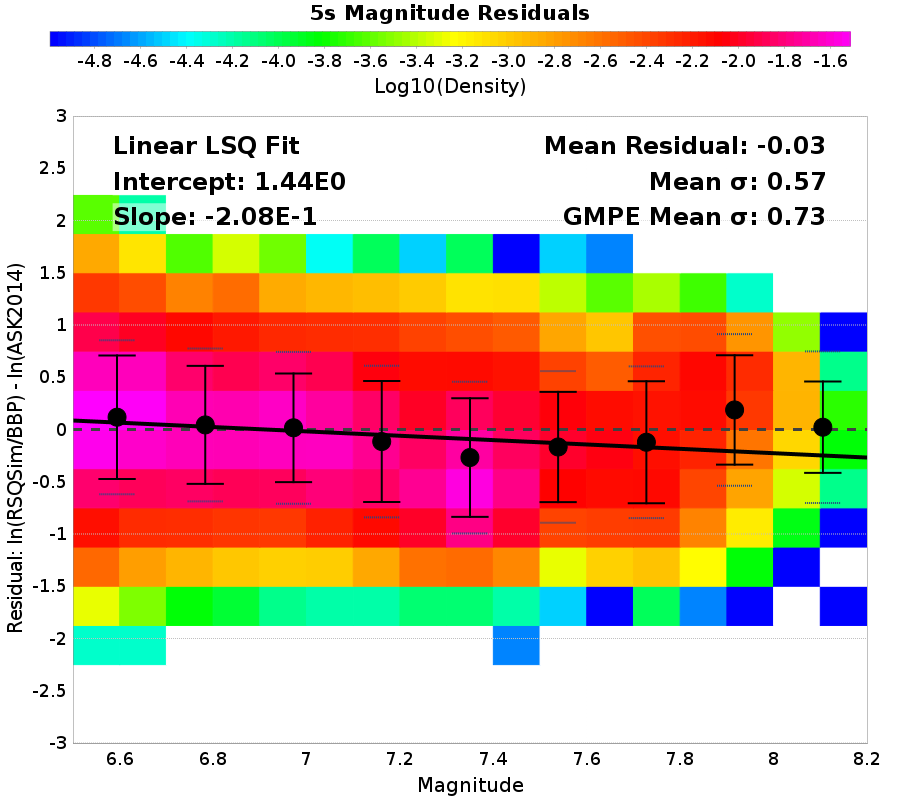 5s Magnitude Residuals
-4.8 -4.6 -4.4 -4.2 -4.0 -3.8 -3.6 -3.4 -3.2 -3.0 -2.8 -2.6 -2.4 -2.2 -2.0 -1.8 -1.6
Log10(Density)
Linear LSQ Fit
Intercept: 1.44E0
Slope: -2.08E-1
Mean Residual: -0.03
Mean σ: 0.57
GMPE Mean σ: 0.73
Residual: ln(RSQSim/BBP) - ln(ASK2014)
3
2.5
2
1.5
1
0.5
0
-0.5
-1
-1.5
-2
-2.5
-3
6.6 6.8 7 7.2 7.4 7.6 7.8 8 8.2
Magnitude